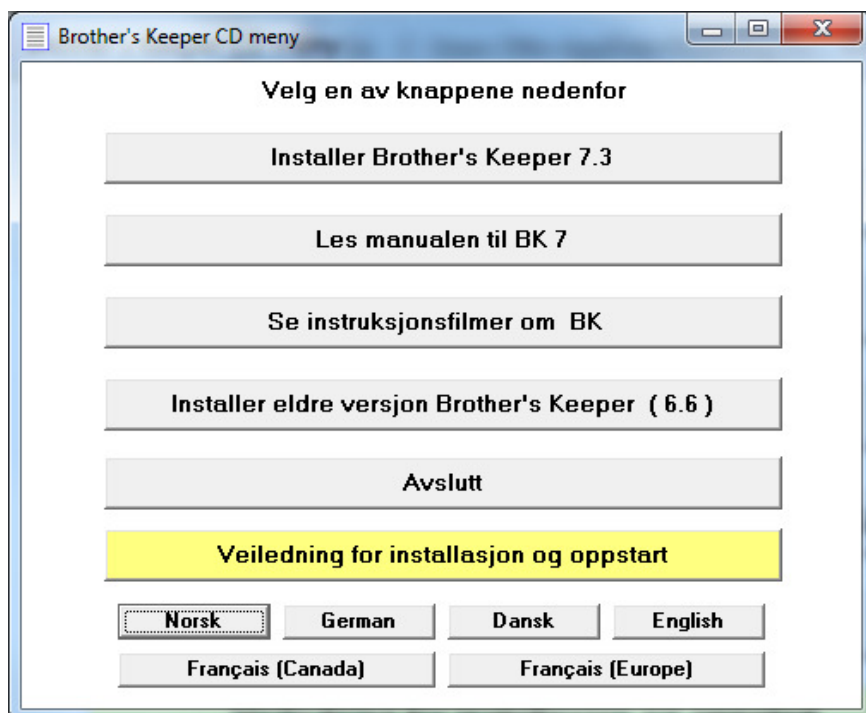 Brother's Keeper CD meny
Velg en av knappene nedenfor
Installer Brother's Keeper 7.3
Les manualen til BK 7
Se instruksjonsfilmer om  BK
Installer eldre versjon Brother's Keeper  ( 6.6 )
Avslutt
Veiledning for installasjon og oppstart
Norsk German Dansk English
Français (Canada) Français (Europe)